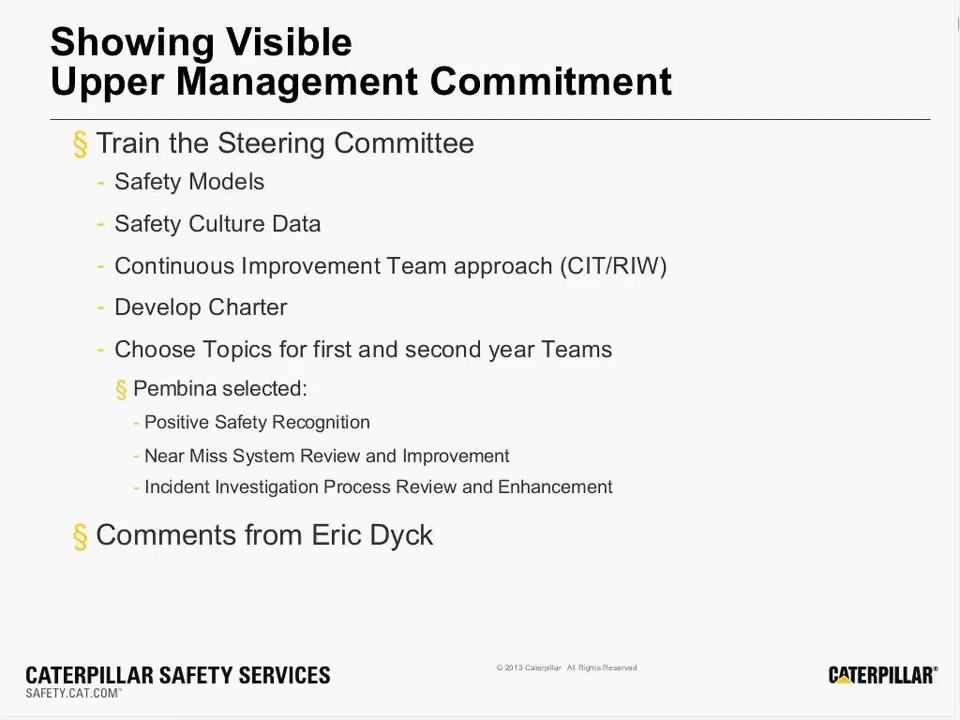 Showing Visible
Upper Management Commitment
§ Train the Steering Committee
- Safety Models
- Safety Culture Data
- Continuous Improvement Team approach (CIT/RIW)
- Develop Charter
- Choose Topics for first and second year Teams
§ Pembina selected:
- Positive Safety Recognition
- Near Miss System Review and Improvement
- Incident Investigation Process Review and Enhancement
§ Comments from Eric Dyck
CATERPILLAR SAFETY SERVICES
SAFETY.CAT.COM™
© 2013 Caterpillar All Rights Reserved
CATERPILLAR®